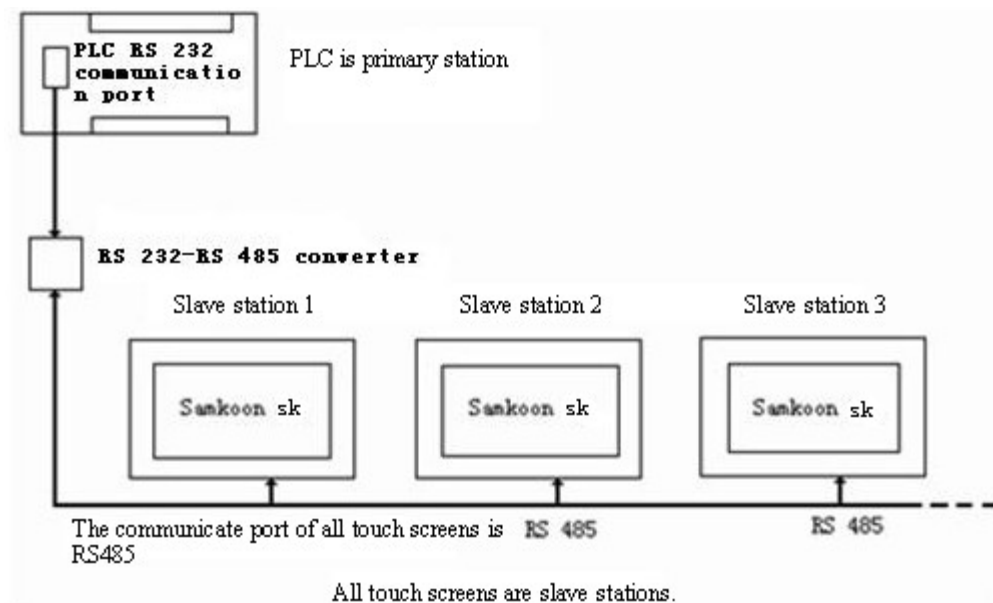 PLC RS 232
communicatio
n port
PLC is primary station
RS 232-RS 485 converter
Slave station 1
Slave station 2
Slave station 3
Samkoon sk
Samkoon sk
Samkoon sk
The communicate port of all touch screens is
RS485
RS 485
RS 485
All touch screens are slave stations.